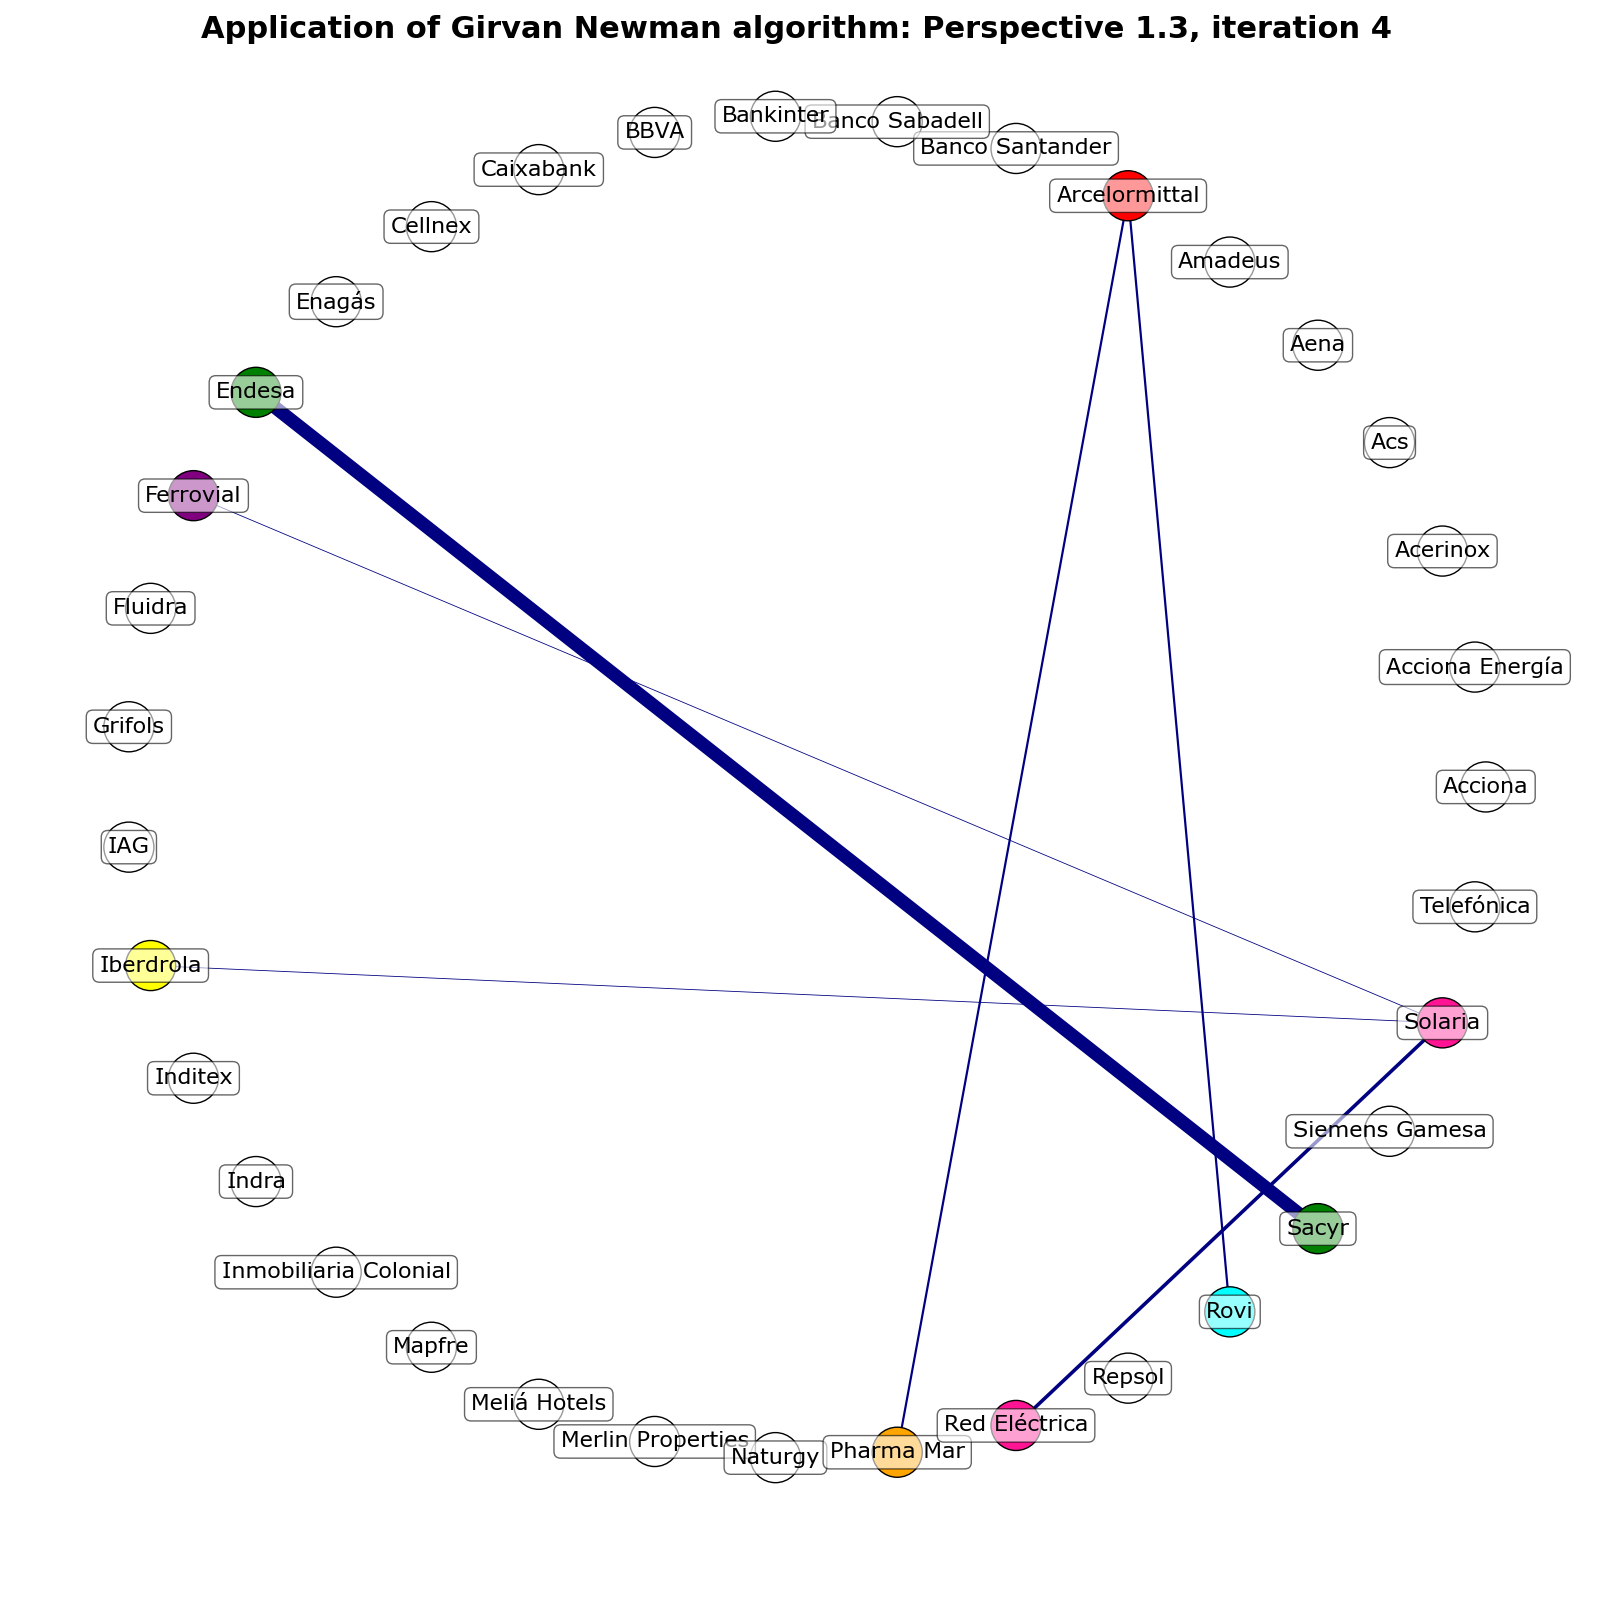 Application of Girvan Newman algorithm: Perspective 1.3, iteration 4
Bankinter
Banco Sabadell
BBVA
Banco Santander
Caixabank
Arcelormittal
Cellnex
Amadeus
Enagás
Aena
Endesa
Acs
Ferrovial
Acerinox
Fluidra
Acciona Energía
Grifols
Acciona
IAG
Telefónica
Iberdrola
Solaria
Inditex
Siemens Gamesa
Indra
Sacyr
Inmobiliaria Colonial
Rovi
Mapfre
Repsol
Meliá Hotels
Red Eléctrica
Merlin Properties
Naturgy
Pharma Mar